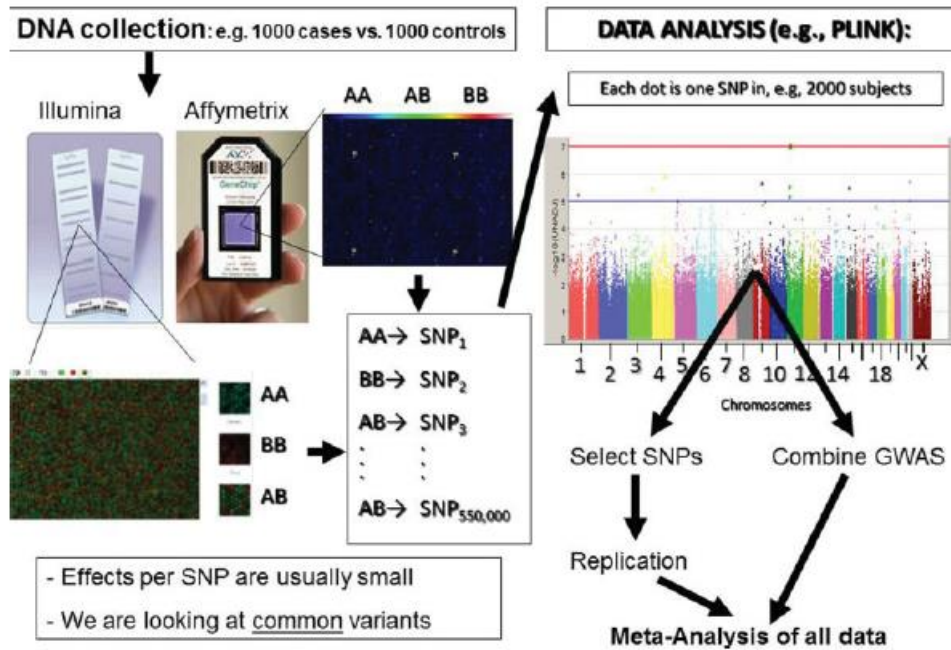 DNA collection: e.g. 1000 cases vs. 1000 controls
Illumina
Affymetrix
GeneChip
AA AB BB
AA
BB
AB
AA→ SNP1
BB→ SNP2
AB→ SNP3
AB→ SNP550,000
- Effects per SNP are usually small
- We are looking at common variants
DATA ANALYSIS (e.g., PLINK):
Each dot is one SNP in, e.g, 2000 subjects
-log10(UNADJ)
1 2 3 4 5 6 7 8 10 12 14 18 X
Chromosomes
Select SNPs
Combine GWAS
Replication
Meta-Analysis of all data